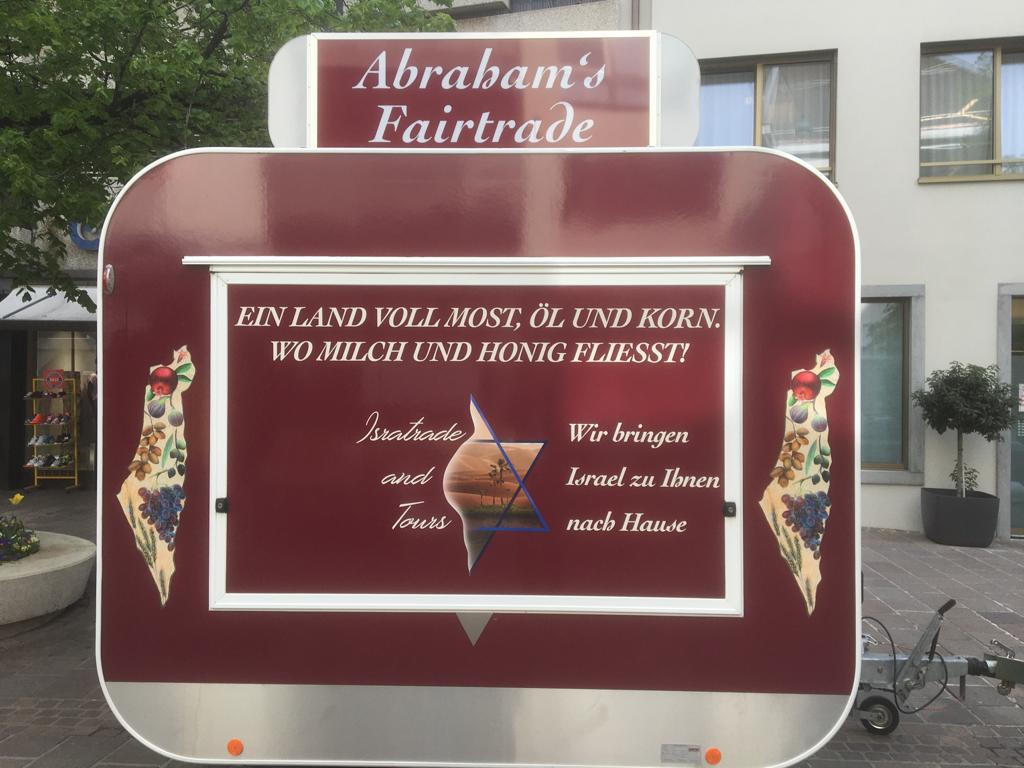 Abraham‘s
Fairtrade
EIN LAND VOLL MOST, ÖL UND KORN.
WO MILCH UND HONIG FLIESST!
Isratrade
and
Tours
Wir bringen
Israel zu Ihnen
nach Hause